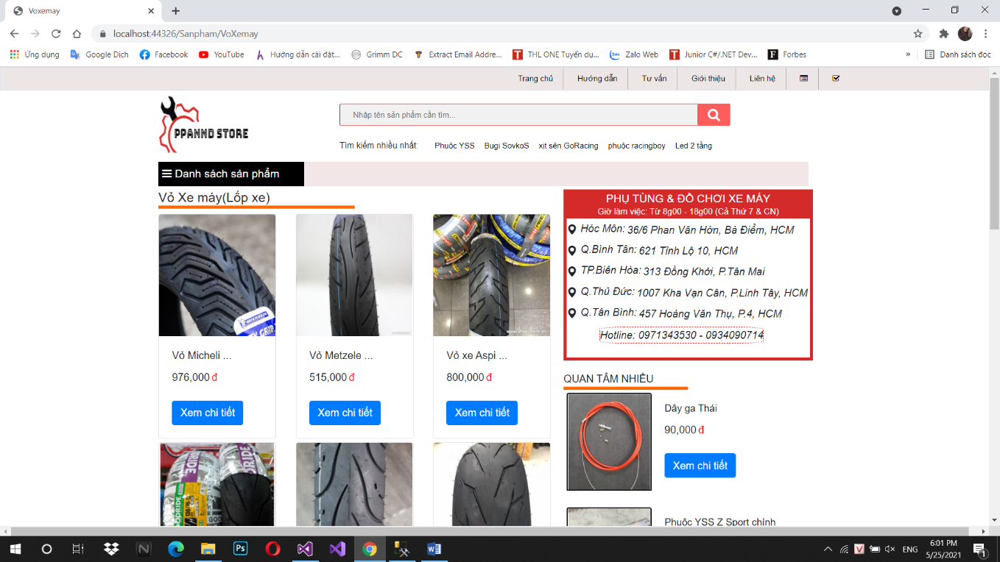 Voxemay
localhost:44326/Sanpham/VoXemay
Ứng dụng Google Dịch Facebook YouTube Hướng dẫn cài đặt... Grimm DC Extract Email Addre... THL ONE Tuyển dụ... Zalo Web Junior C#/.NET Dev... Forbes » Danh sách đọc
Trang chủ Hướng dẫn Tư vấn Giới thiệu Liên hệ
PPANND STORE
Nhập tên sản phẩm cần tìm...
Tìm kiếm nhiều nhất: Phuộc YSS Bugi SovkoS xịt sên GoRacing phuộc racingboy Led 2 tầng
Danh sách sản phẩm
Vỏ Xe máy(Lốp xe)
MICHELIN
Vỏ Micheli ...
976,000 đ
Xem chi tiết
Vỏ Metzele ...
515,000 đ
Xem chi tiết
Vỏ xe Aspi ...
800,000 đ
Xem chi tiết
PHỤ TÙNG & ĐỒ CHƠI XE MÁY
Giờ làm việc: Từ 8g00 - 18g00 (Cả Thứ 7 & CN)
Hóc Môn: 36/6 Phan Văn Hớn, Bà Điểm, HCM
Q.Bình Tân: 621 Tỉnh Lộ 10, HCM
TP.Biên Hòa: 313 Đồng Khởi, P.Tân Mai
Q.Thủ Đức: 1007 Kha Vạn Cân, P.Linh Tây, HCM
Q.Tân Bình: 457 Hoàng Văn Thụ, P.4, HCM
Hotline: 0971343530 - 0934090714
QUAN TÂM NHIỀU
Dây ga Thái
90,000 đ
Xem chi tiết
Phuộc YSS Z Sport chính
ENG
6:01 PM
5/25/2021
1